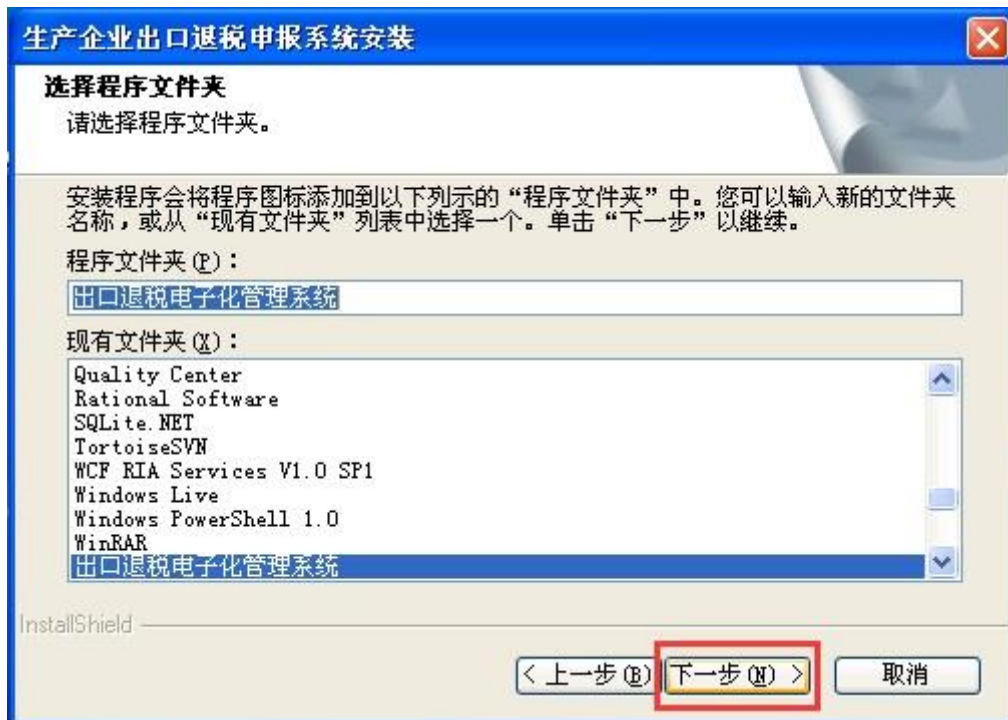 生产企业出口退税申报系统安装
选择程序文件夹
请选择程序文件夹。
安装程序会将程序图标添加到以下列示的“程序文件夹”中。您可以输入新的文件夹
名称，或从“现有文件夹”列表中选择一个。单击“下一步”以继续。
程序文件夹(P)：
出口退税电子化管理系统
现有文件夹(X)：
Quality Center
Rational Software
SQLite.NET
TortoiseSVN
WCF RIA Services V1.0 SP1
Windows Live
Windows PowerShell 1.0
WinRAR
出口退税电子化管理系统
InstallShield
< 上一步(B) 下一步(N) > 取消